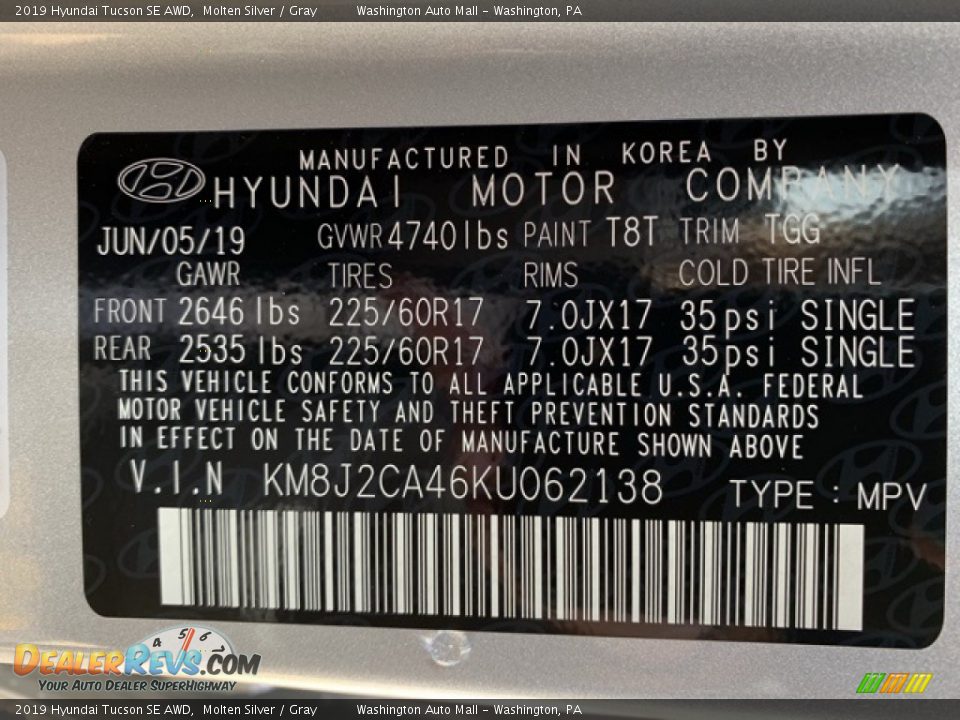 2019 Hyundai Tucson SE AWD,  Molten Silver / Gray     Washington Auto Mall - Washington, PA
MANUFACTURED IN KOREA BY
HYUNDAI MOTOR COMPANY
JUN/05/19 GVWR 4740lbs PAINT T8T TRIM TGG
GAWR TIRES RIMS COLD TIRE INFL
FRONT 2646 lbs 225/60R17 7.0JX17 35psi SINGLE
REAR 2535 lbs 225/60R17 7.0JX17 35psi SINGLE
THIS VEHICLE CONFORMS TO ALL APPLICABLE U.S.A. FEDERAL
MOTOR VEHICLE SAFETY AND THEFT PREVENTION STANDARDS
IN EFFECT ON THE DATE OF MANUFACTURE SHOWN ABOVE
V.I.N KM8J2CA46KU062138 TYPE : MPV
4 5 6
DEALERREVS.COM
YOUR AUTO DEALER SUPERHIGHWAY
2019 Hyundai Tucson SE AWD,  Molten Silver / Gray     Washington Auto Mall - Washington, PA